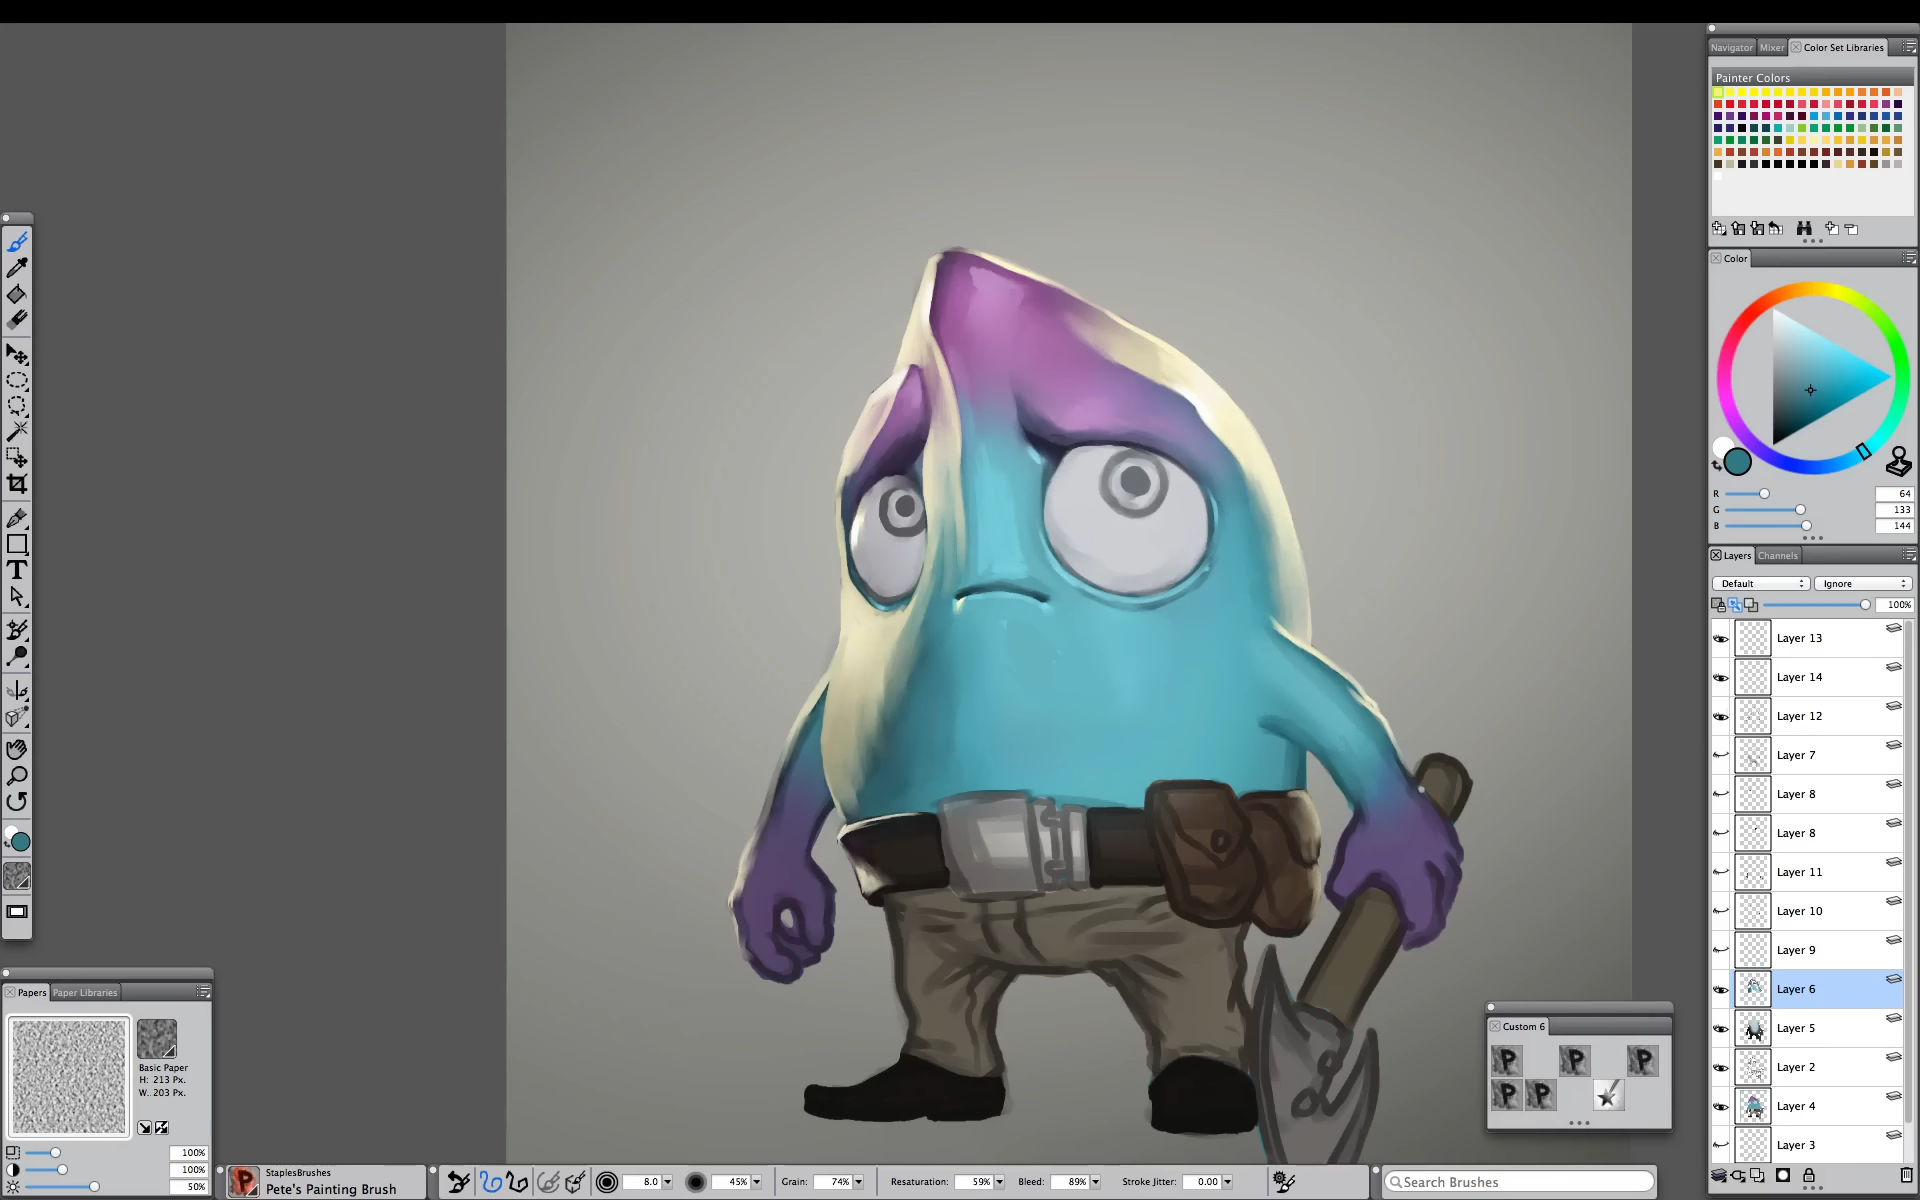 Navigator Mixer Color Set Libraries
Painter Colors
Color
R 64
G 133
B 144
Layers Channels
Default Ignore
100%
Layer 13
Layer 14
Layer 12
Layer 7
Layer 8
Layer 8
Layer 11
Layer 10
Layer 9
Layer 6
Layer 5
Layer 2
Layer 4
Layer 3
T
Papers Paper Libraries
Basic Paper
H: 213 Px.
W.. 203 Px.
100%
100%
50%
Custom 6
P P P
P P
StaplesBrushes
Pete's Painting Brush
8.0 45% Grain: 74% Resaturation: 59% Bleed: 89% Stroke Jitter: 0.00
Search Brushes